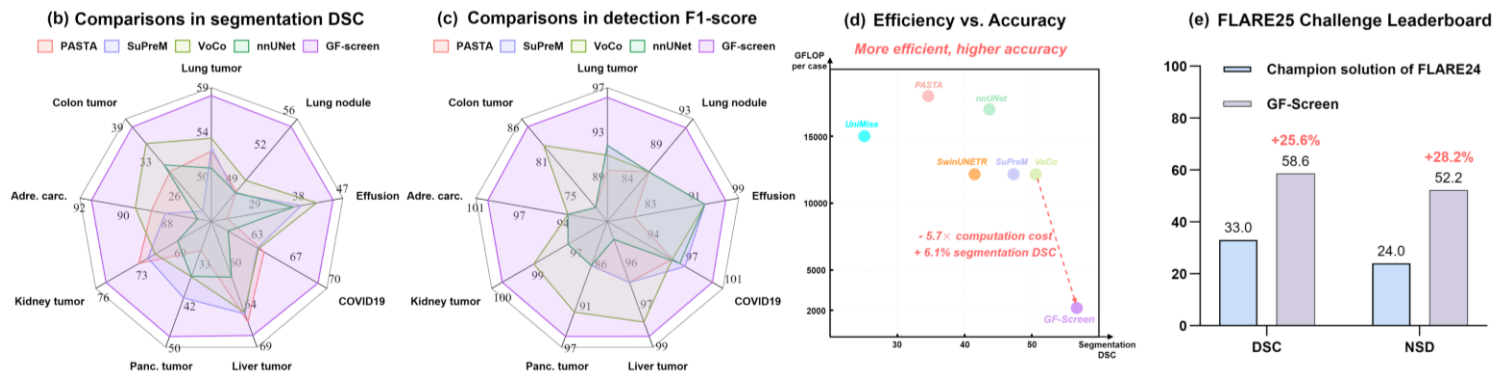 (b) Comparisons in segmentation DSC
PASTA SuPreM VoCo nnUNet GF-screen
Lung tumor
59
Colon tumor
Lung nodule
39
56
54
52
33
50
49
Adre. carc.
Effusion
26
29
38
47
92
90
88
63
69
67
73
33
60
70
Kidney tumor
COVID19
76
42
64
50
69
Panc. tumor
Liver tumor
(c) Comparisons in detection F1-score
PASTA SuPreM VoCo nnUNet GF-screen
Lung tumor
97
Colon tumor
Lung nodule
86
93
93
89
81
89
84
Adre. carc.
Effusion
75
83
91
99
101
97
94
94
97
97
99
86
96
101
Kidney tumor
COVID19
100
91
97
97
99
Panc. tumor
Liver tumor
(d) Efficiency vs. Accuracy
More efficient, higher accuracy
GFLOP
per case
PASTA
nnUNet
UniMiss
15000
SwinUNETR SuPreM VoCo
10000
- 5.7× computation cost
+ 6.1% segmentation DSC
5000
2000
GF-Screen
30 40 50 Segmentation
DSC
(e) FLARE25 Challenge Leaderboard
100
Champion solution of FLARE24
GF-Screen
80
+25.6%
+28.2%
60
58.6
52.2
40
33.0
24.0
20
0
DSC NSD